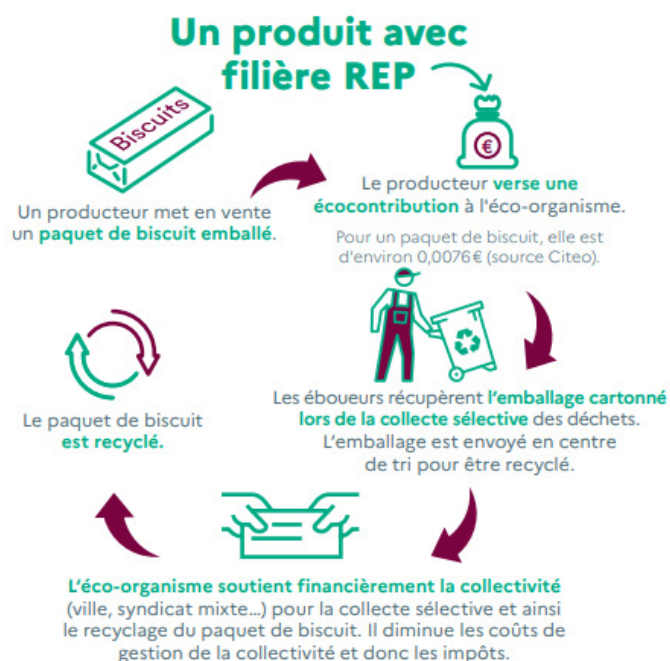 Un produit avec
filière REP
Biscuits
Un producteur met en vente
un paquet de biscuit emballé.
€
Le producteur verse une
écocontribution à l'éco-organisme.
Pour un paquet de biscuit, elle est
d'environ 0,0076 € (source Citeo).
Les éboueurs récupèrent l'emballage cartonné
lors de la collecte sélective des déchets.
L'emballage est envoyé en centre
de tri pour être recyclé.
L'éco-organisme soutient financièrement la collectivité
(ville, syndicat mixte...) pour la collecte sélective et ainsi
le recyclage du paquet de biscuit. Il diminue les coûts de
gestion de la collectivité et donc les impôts.
Le paquet de biscuit
est recyclé.